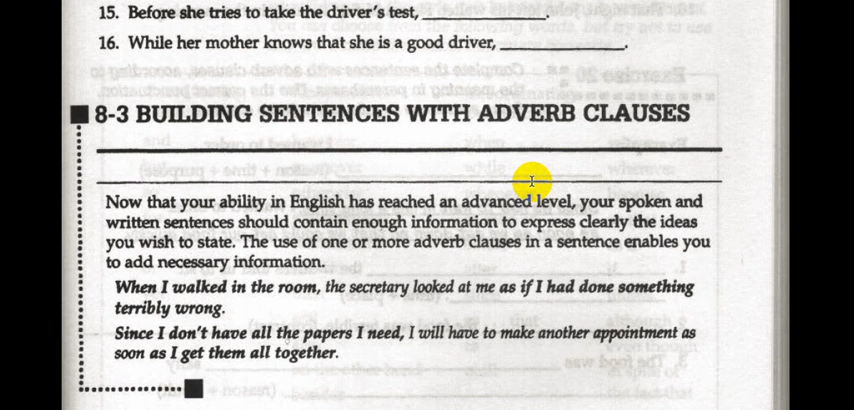 15. Before she tries to take the driver's test, ____________.
16. While her mother knows that she is a good driver, ____________.
8-3 BUILDING SENTENCES WITH ADVERB CLAUSES
Now that your ability in English has reached an advanced level, your spoken and
written sentences should contain enough information to express clearly the ideas
you wish to state. The use of one or more adverb clauses in a sentence enables you
to add necessary information.
When I walked in the room, the secretary looked at me as if I had done something
terribly wrong.
Since I don't have all the papers I need, I will have to make another appointment as
soon as I get them all together.